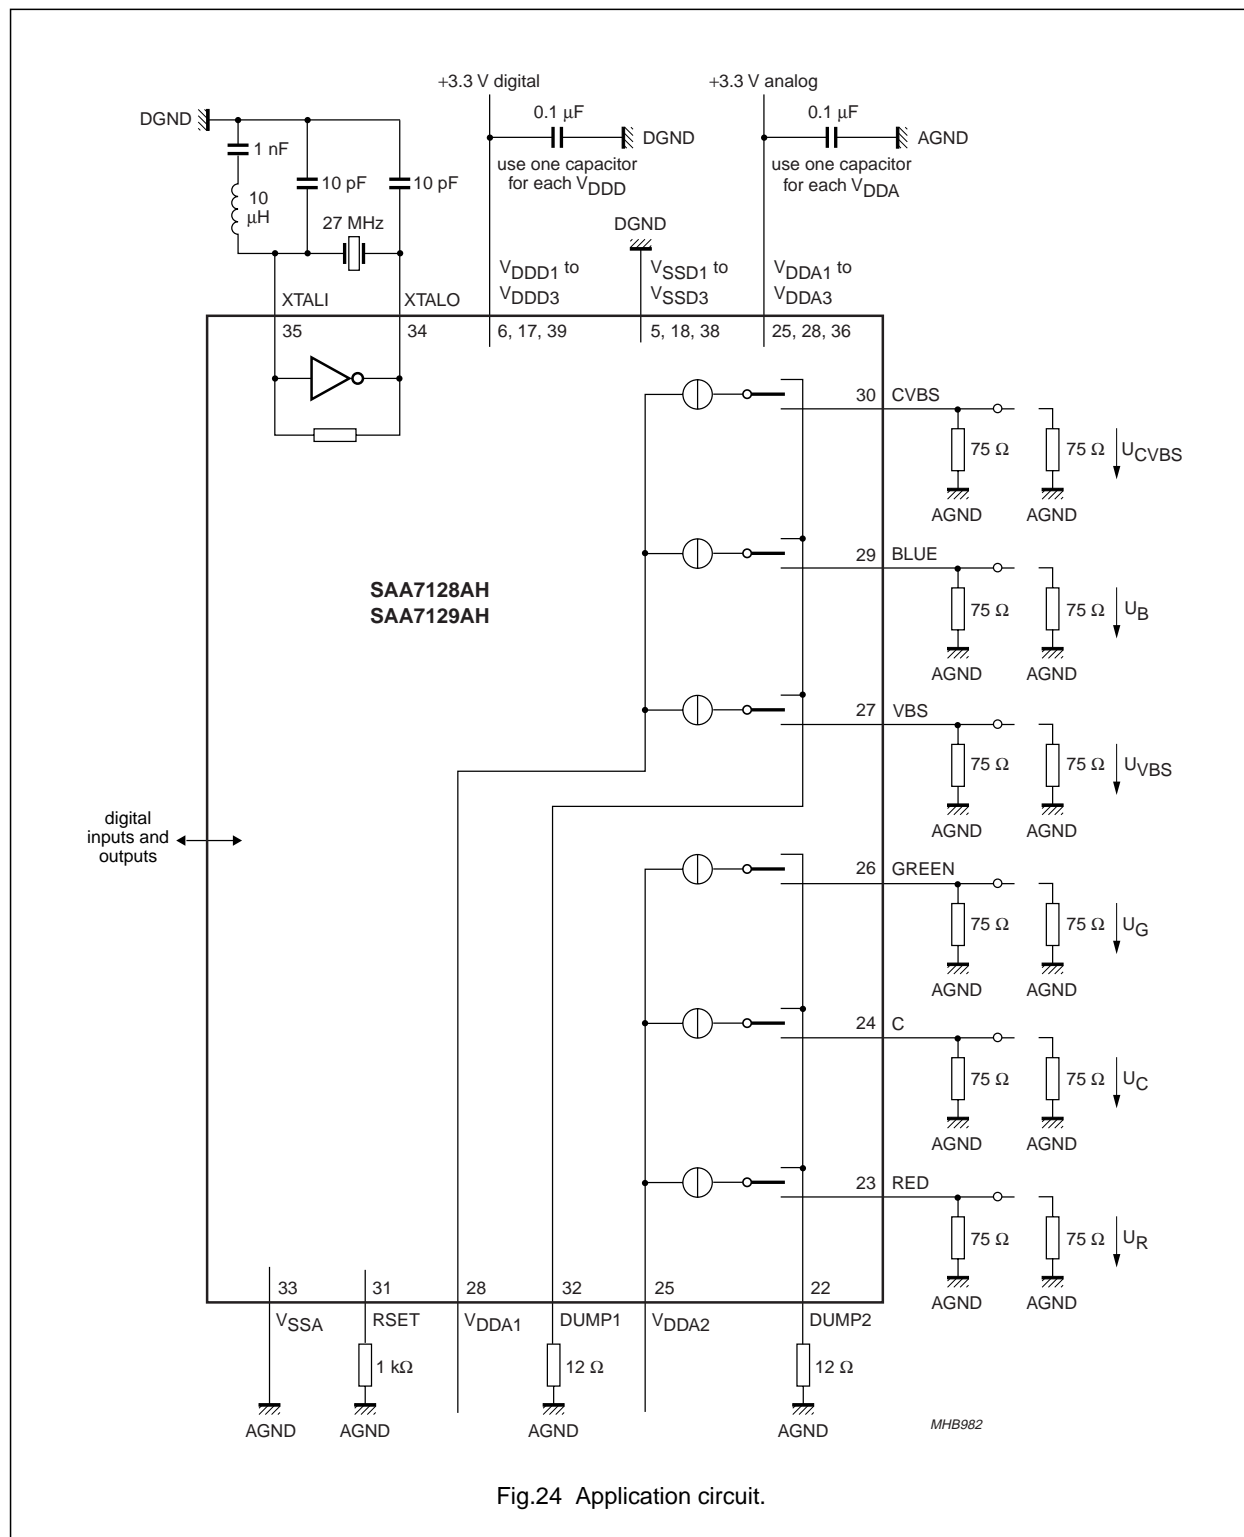 +3.3 V digital
+3.3 V analog
DGND
0.1 µF
DGND
0.1 µF
AGND
1 nF
use one capacitor
for each VDDD
use one capacitor
for each VDDA
10 pF
10 pF
10
µH
27 MHz
DGND
VDDD1 to
VDDD3
VSSD1 to
VSSD3
VDDA1 to
VDDA3
XTALI
XTALO
35
34
6, 17, 39
5, 18, 38
25, 28, 36
30
CVBS
75 Ω
75 Ω
UCVBS
AGND
AGND
29
BLUE
SAA7128AH
SAA7129AH
75 Ω
75 Ω
UB
AGND
AGND
27
VBS
75 Ω
75 Ω
UVBS
AGND
AGND
digital
inputs and
outputs
26
GREEN
75 Ω
75 Ω
UG
AGND
AGND
24
C
75 Ω
75 Ω
UC
AGND
AGND
23
RED
75 Ω
75 Ω
UR
AGND
AGND
33
31
28
32
25
22
VSSA
RSET
VDDA1
DUMP1
VDDA2
DUMP2
1 kΩ
12 Ω
12 Ω
AGND
AGND
AGND
AGND
MHB982
Fig.24 Application circuit.